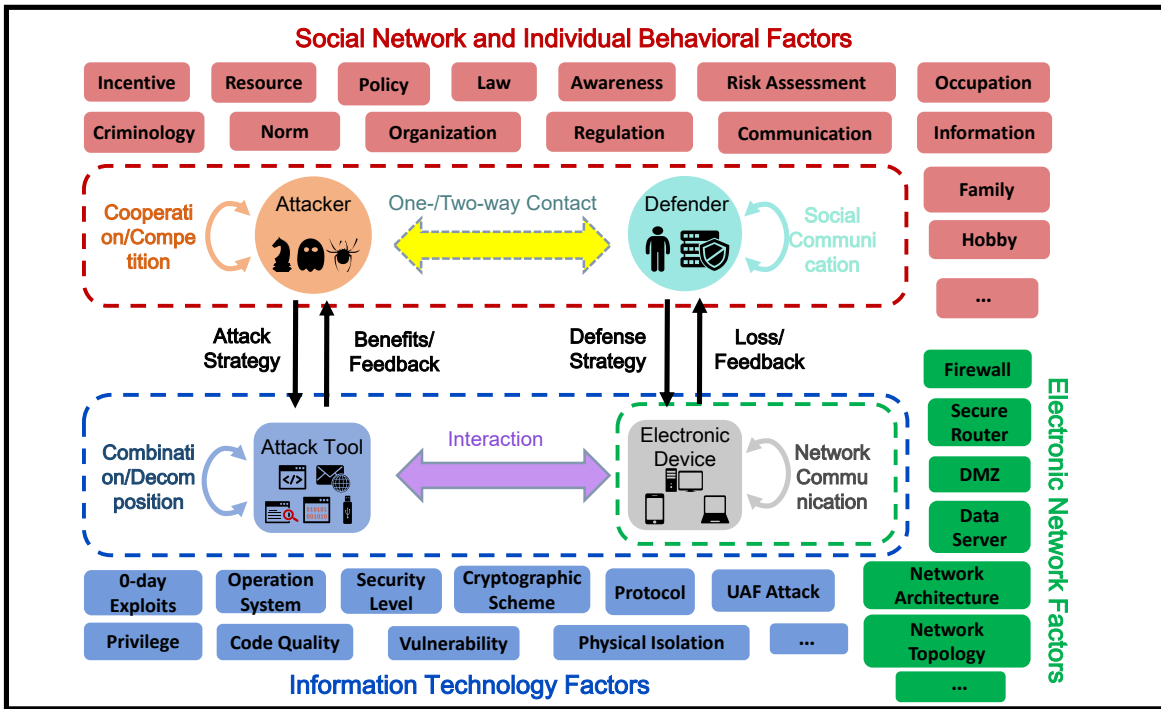 Social Network and Individual Behavioral Factors
Incentive
Resource
Policy
Law
Awareness
Risk Assessment
Occupation
Criminology
Norm
Organization
Regulation
Communication
Information
Family
Hobby
...
Cooperati
on/Compe
tition
Attacker
One-/Two-way Contact
Defender
Social
Communi
cation
Attack
Strategy
Benefits/
Feedback
Defense
Strategy
Loss/
Feedback
Combinati
on/Decom
position
Attack Tool
</>
010101
001010
Interaction
Electronic
Device
Network
Commu
nication
Firewall
Secure
Router
DMZ
Data
Server
Network
Architecture
Network
Topology
...
Electronic Network Factors
0-day
Exploits
Operation
System
Security
Level
Cryptographic
Scheme
Protocol
UAF Attack
Privilege
Code Quality
Vulnerability
Physical Isolation
...
Information Technology Factors